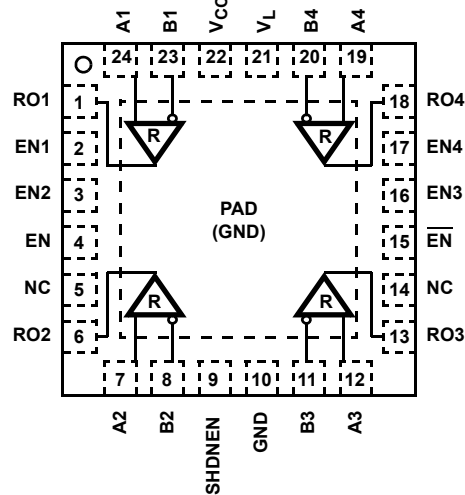 A1 B1 VCC VL B4 A4
24 23 22 21 20 19
RO1 1 R R 18 RO4
EN1 2 17 EN4
EN2 3 16 EN3
PAD
(GND)
EN 4 15 E̅N̅
NC 5 14 NC
RO2 6 R R 13 RO3
7 8 9 10 11 12
A2 B2 SHDNEN GND B3 A3